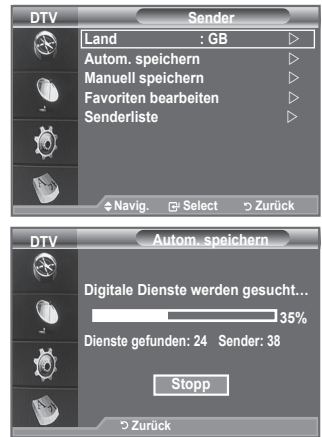 DTV Sender
Land : GB
Autom. speichern
Manuell speichern
Favoriten bearbeiten
Senderliste
Navig. Select Zurück
DTV Autom. speichern
Digitale Dienste werden gesucht...
35%
Dienste gefunden: 24 Sender: 38
Stopp
Zurück